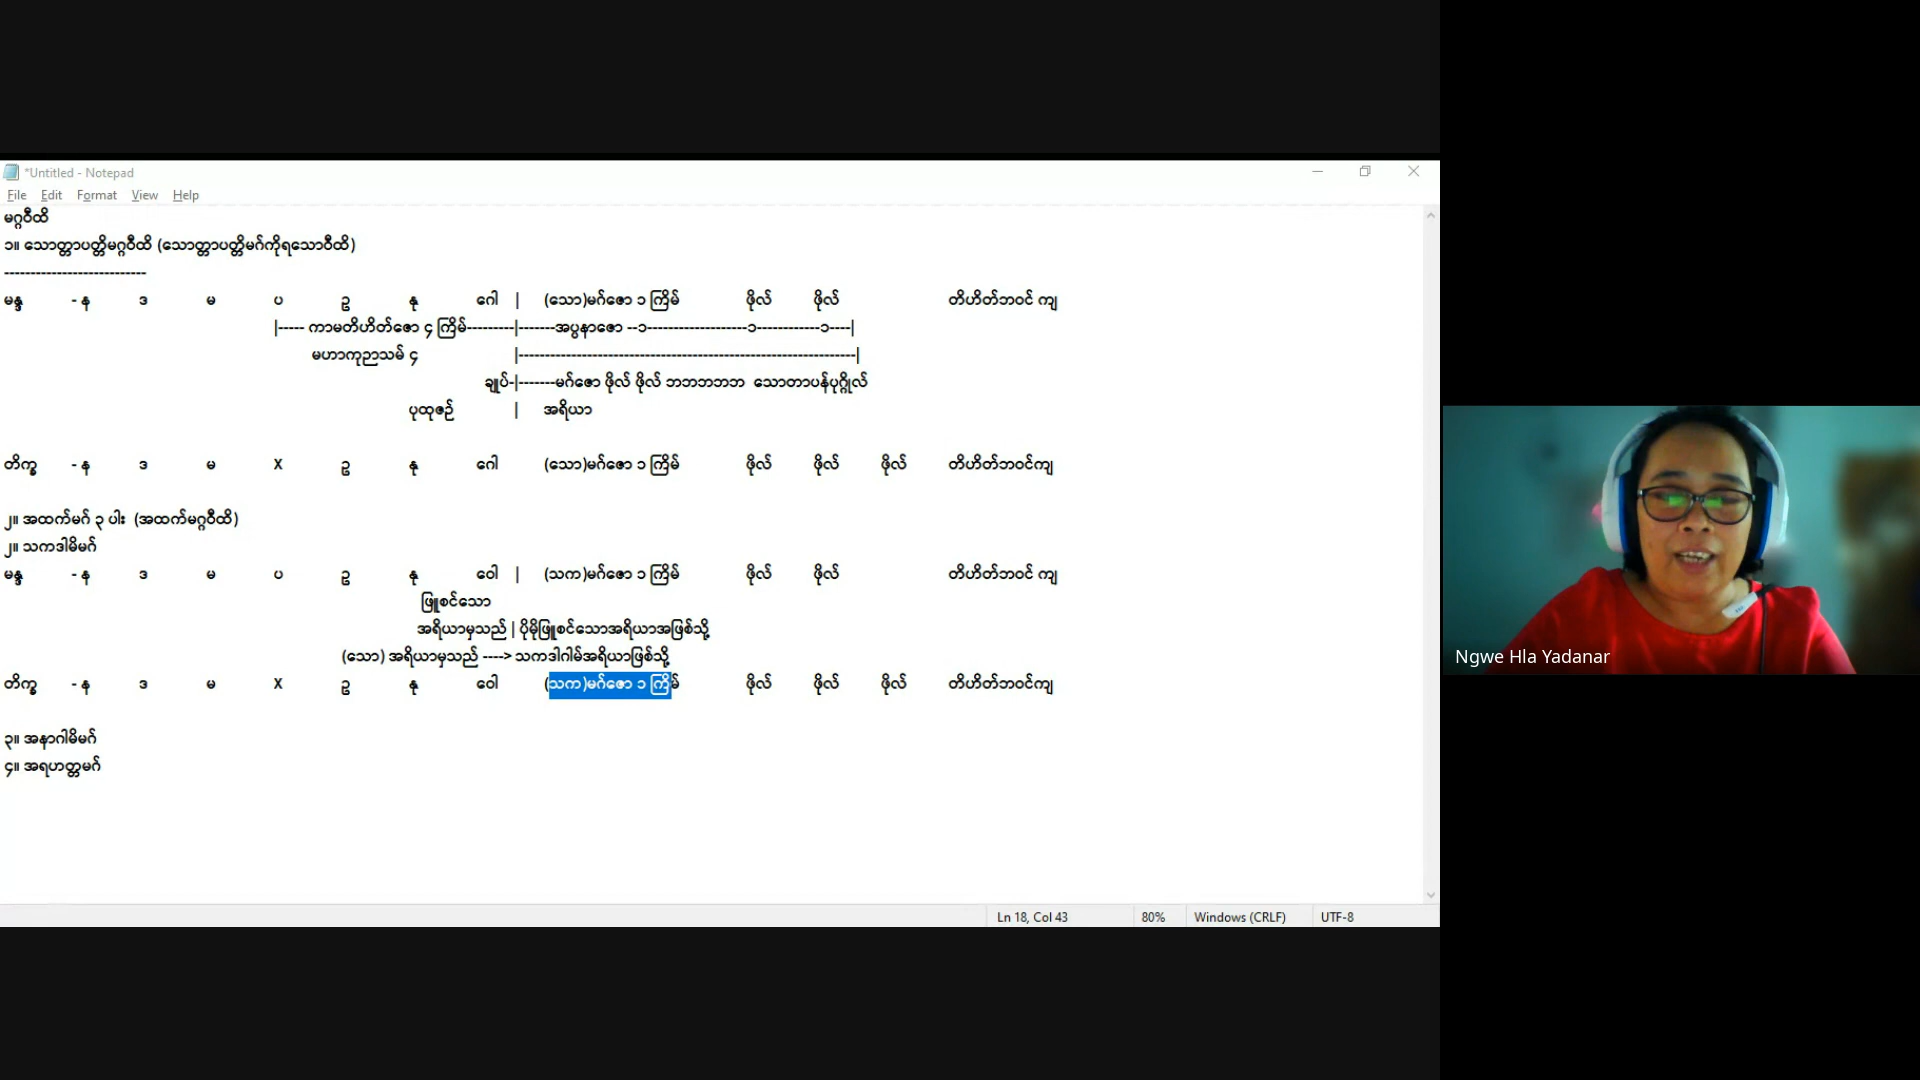 *Untitled - Notepad
File Edit Format View Help
မဂ္ဂဝီထိ
၁။ သောတ္တာပတ္တိမဂ္ဂဝီထိ (သောတ္တာပတ္တိမဂ်ကိုရသောဝီထိ)
---------------------------
မန္ဒ - န ဒ မ ပ ဥ နု ဂေါ | (သော)မဂ်ဇော ၁ ကြိမ် ဖိုလ် ဖိုလ် တိဟိတ်ဘဝင် ကျ
|----- ကာမတိဟိတ်ဇော ၄ ကြိမ်---------|-------အပ္ပနာဇော --၁-------------------၁------------၁----|
မဟာကုညာသမ် ၄ |----------------------------------------------------------------|
ချုပ်-|-------မဂ်ဇော ဖိုလ် ဖိုလ် ဘဘဘဘဘ သောတာပန်ပုဂ္ဂိုလ်
ပုထုဇဉ် | အရိယာ
တိက္ခ - န ဒ မ X ဥ နု ဂေါ (သော)မဂ်ဇော ၁ ကြိမ် ဖိုလ် ဖိုလ် ဖိုလ် တိဟိတ်ဘဝင်ကျ
၂။ အထက်မဂ် ၃ ပါး (အထက်မဂ္ဂဝီထိ)
၂။ သကဒါမိမဂ်
မန္ဒ - န ဒ မ ပ ဥ နု ဝေါ | (သက)မဂ်ဇော ၁ ကြိမ် ဖိုလ် ဖိုလ် တိဟိတ်ဘဝင် ကျ
ဖြူစင်သော
အရိယာမှသည် | ပိုမိုဖြူစင်သောအရိယာအဖြစ်သို့
(သော) အရိယာမှသည် ----> သကဒါဂါမ်အရိယာဖြစ်သို့
တိက္ခ - န ဒ မ X ဥ နု ဝေါ (သက)မဂ်ဇော ၁ ကြိမ် ဖိုလ် ဖိုလ် ဖိုလ် တိဟိတ်ဘဝင်ကျ
၃။ အနာဂါမိမဂ်
၄။ အရဟတ္တမဂ်
Ln 18, Col 43 80% Windows (CRLF) UTF-8
Ngwe Hla Yadanar